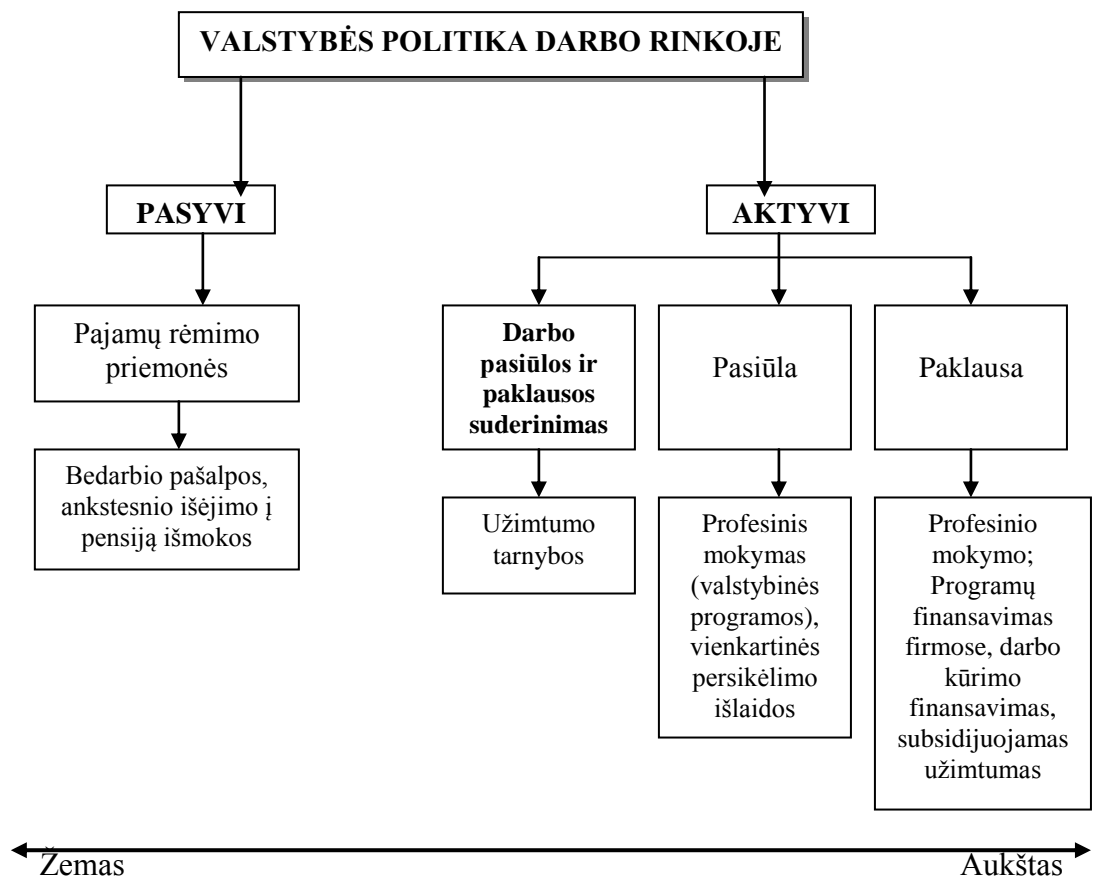 VALSTYBĖS POLITIKA DARBO RINKOJE
PASYVI
AKTYVI
Pajamų rėmimo
priemonės
Bedarbio pašalpos,
ankstesnio išėjimo į
pensiją išmokos
Darbo
pasiūlos ir
paklausos
suderinimas
Užimtumo
tarnybos
Pasiūla
Profesinis
mokymas
(valstybinės
programos),
vienkartinės
persikėlimo
išlaidos
Paklausa
Profesinio
mokymo;
Programų
finansavimas
firmose, darbo
kūrimo
finansavimas,
subsidijuojamas
užimtumas
Žemas
Aukštas